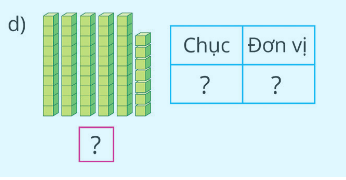 d)
Chục Đơn vị
? ?
?